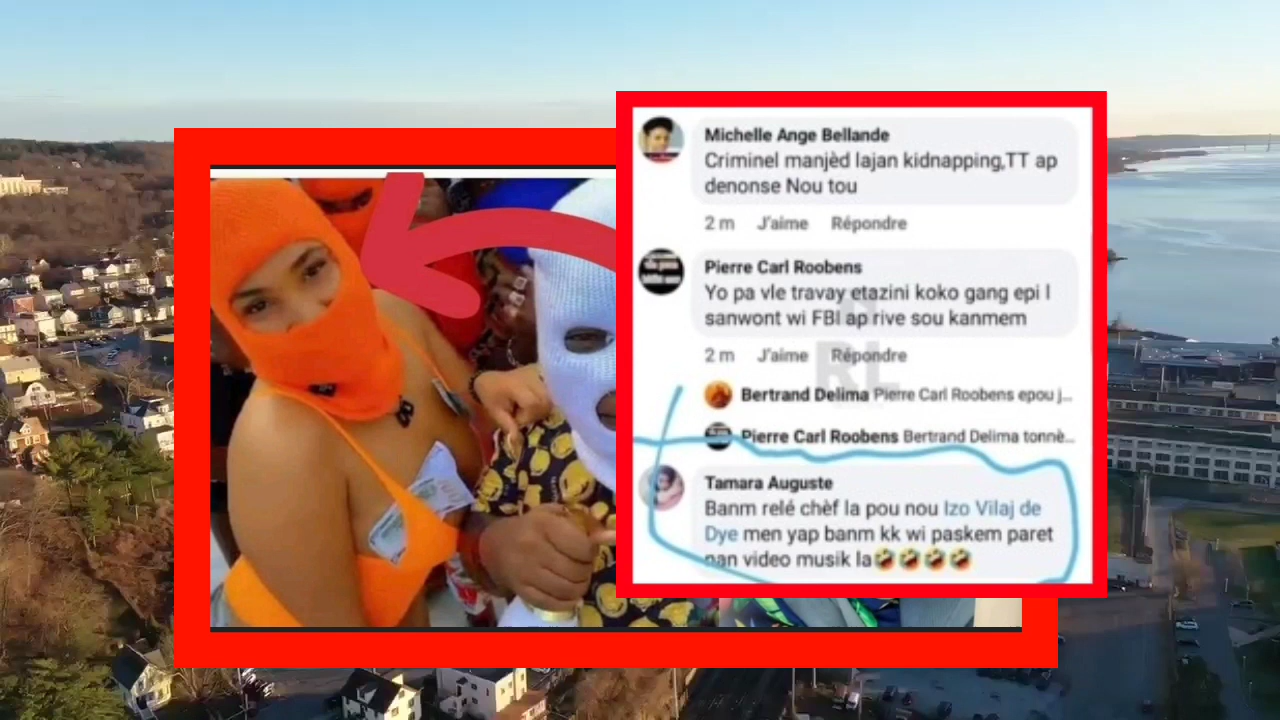 Michelle Ange Bellande
Criminel manjèd lajan kidnapping,TT ap
denonse Nou tou
2 m J'aime Répondre
Pierre Carl Roobens
Yo pa vle travay etazini koko gang epi l
sanwont wi FBI ap rive sou kanmem
2 m J'aime Répondre
Bertrand Delima Pierre Carl Roobens epou j...
Pierre Carl Roobens Bertrand Delima tonnè...
Tamara Auguste
Banm relé chèf la pou nou Izo Vilaj de
Dye men yap banm kk wi paskem paret
nan video musik la🤣🤣🤣🤣
RL